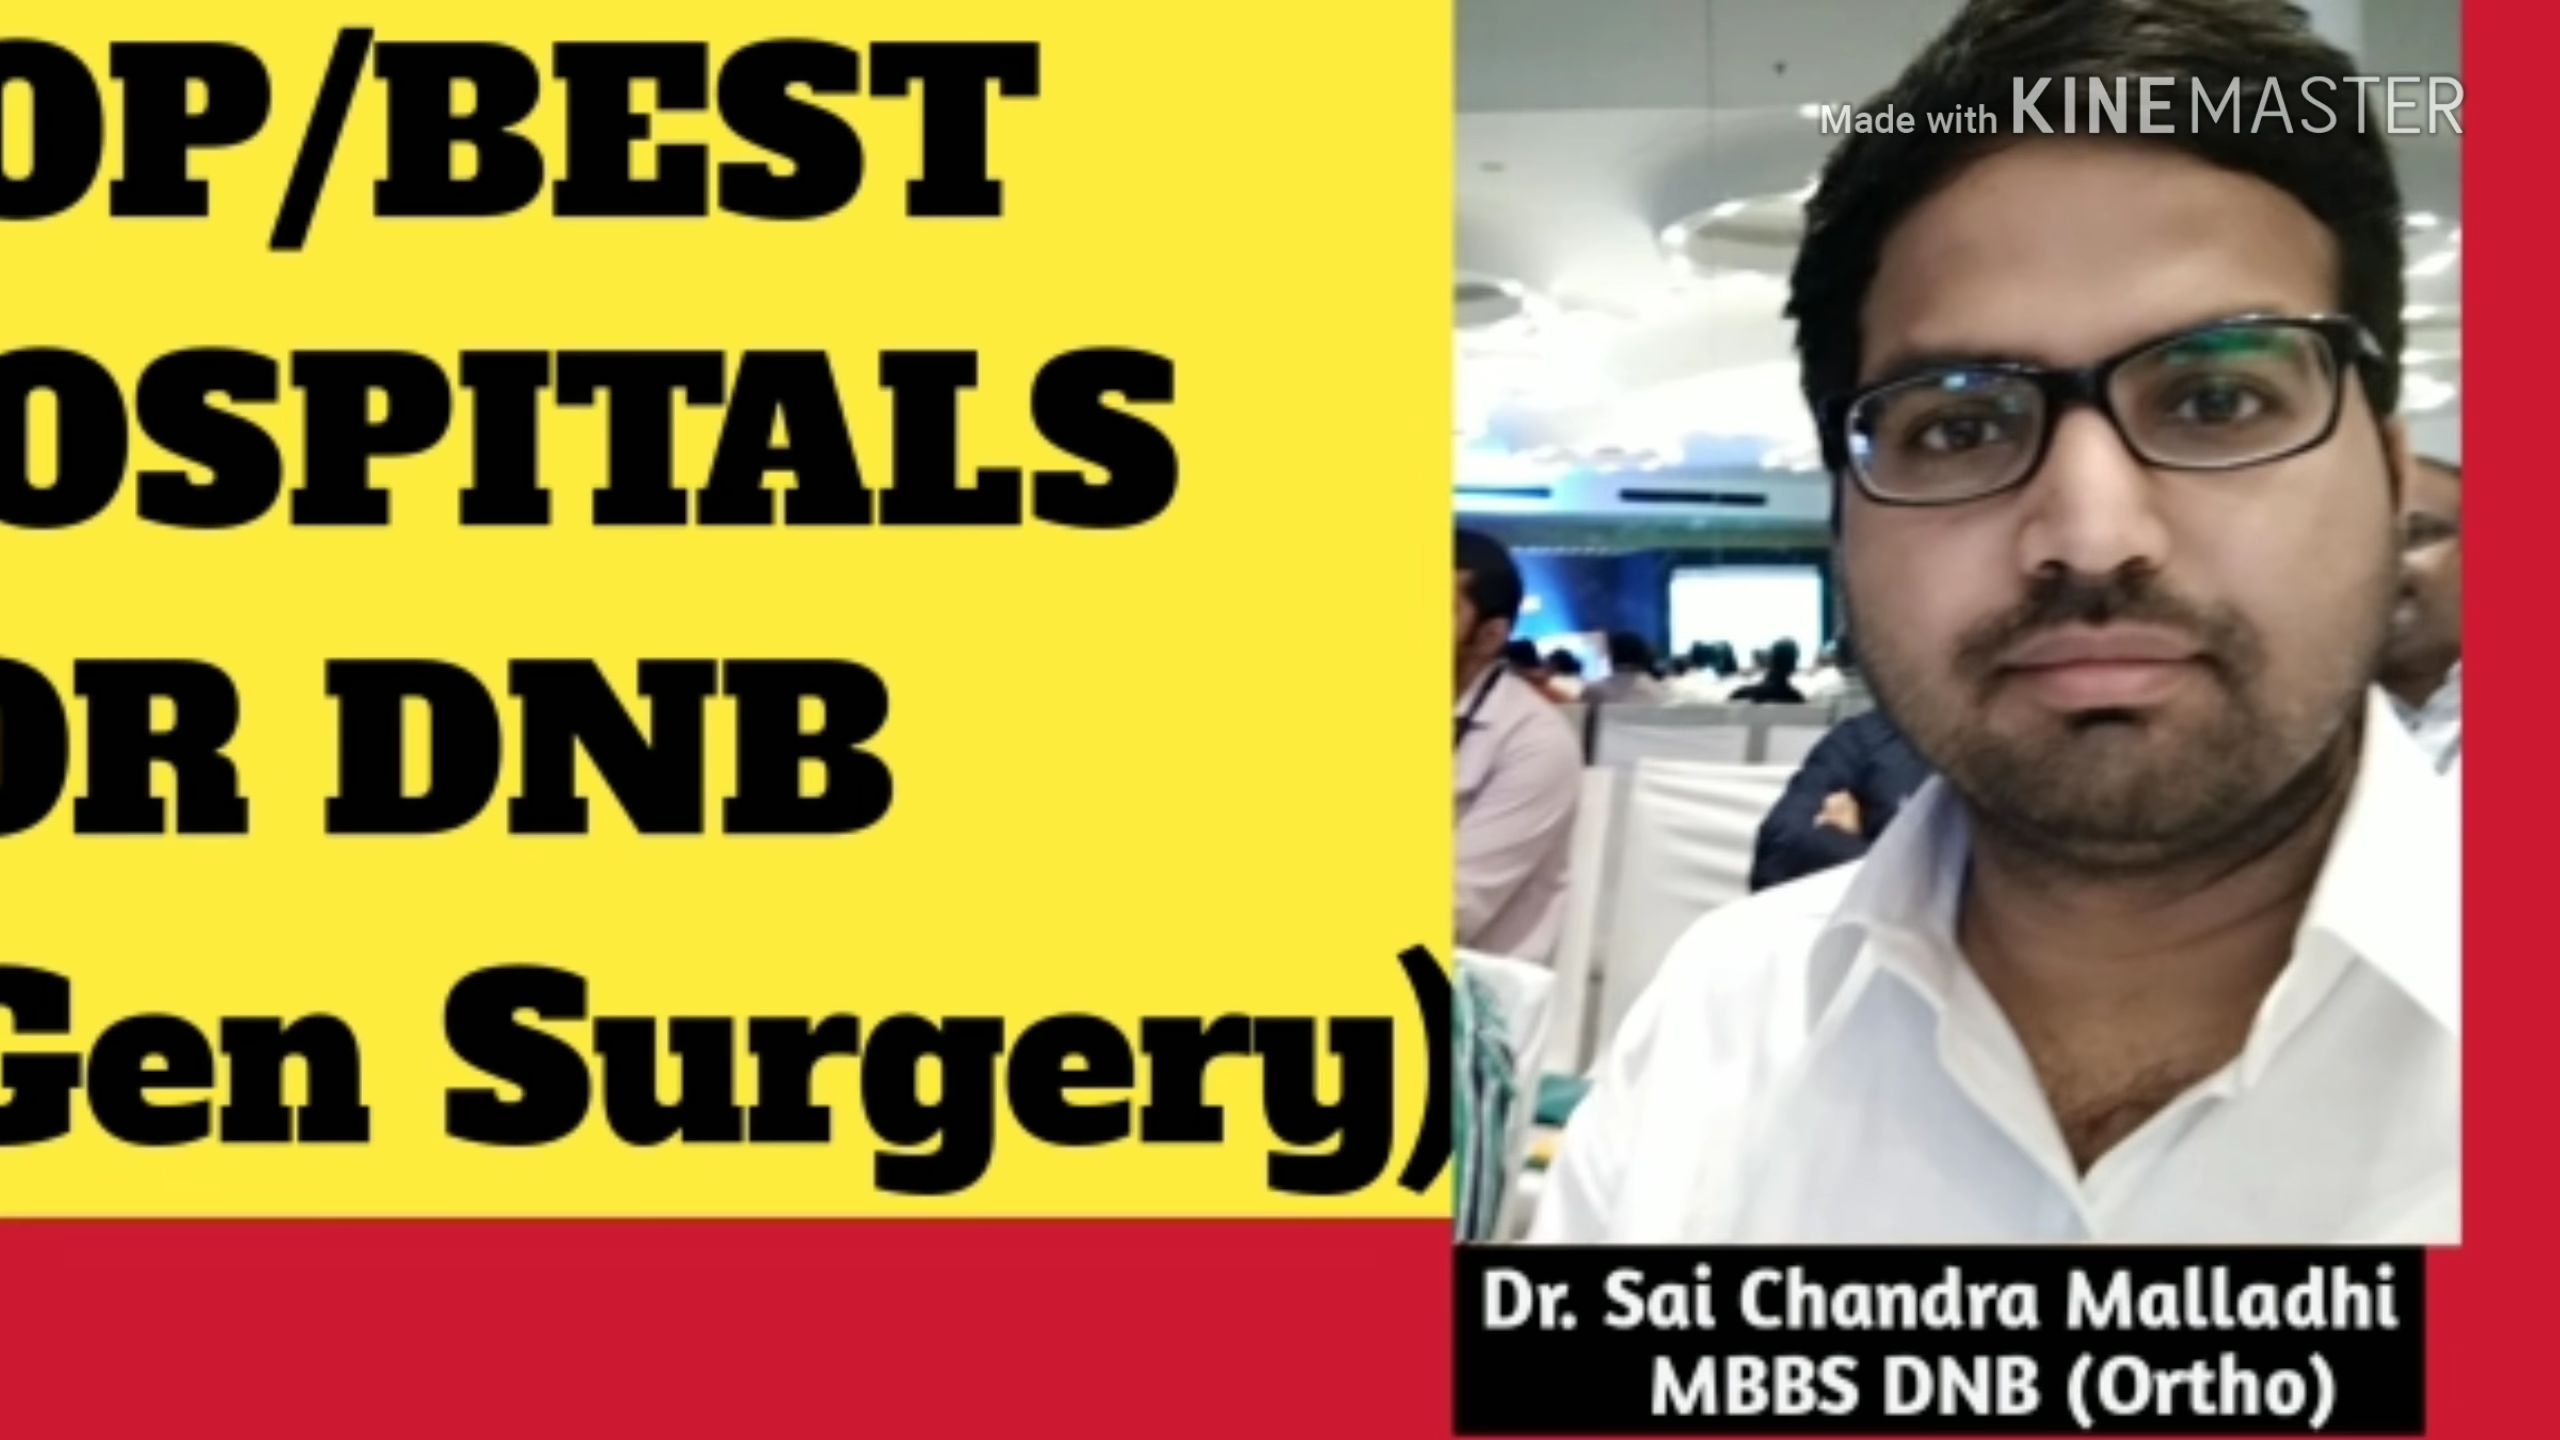 OP/BEST
OSPITALS
OR DNB
Gen Surgery)
Made with KINEMASTER
Dr. Sai Chandra Malladhi
MBBS DNB (Ortho)